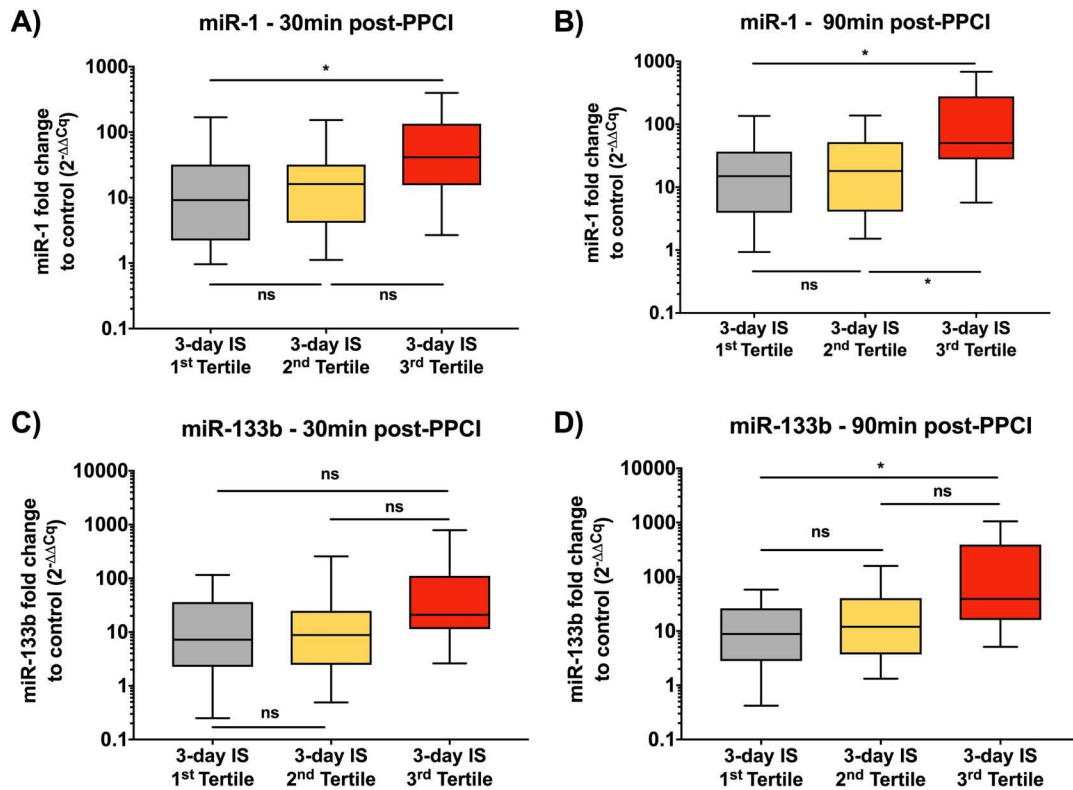 A)
miR-1 - 30min post-PPCI
miR-1 fold change
to control (2-ΔΔCq)
1000
100
10
1
0.1
*
ns
ns
3-day IS
1st Tertile
3-day IS
2nd Tertile
3-day IS
3rd Tertile
B)
miR-1 - 90min post-PPCI
miR-1 fold change
to control (2-ΔΔCq)
1000
100
10
1
0.1
*
ns
*
3-day IS
1st Tertile
3-day IS
2nd Tertile
3-day IS
3rd Tertile
C)
miR-133b - 30min post-PPCI
miR-133b fold change
to control (2-ΔΔCq)
10000
1000
100
10
1
0.1
ns
ns
ns
3-day IS
1st Tertile
3-day IS
2nd Tertile
3-day IS
3rd Tertile
D)
miR-133b - 90min post-PPCI
miR-133b fold change
to control (2-ΔΔCq)
10000
1000
100
10
1
0.1
*
ns
ns
3-day IS
1st Tertile
3-day IS
2nd Tertile
3-day IS
3rd Tertile